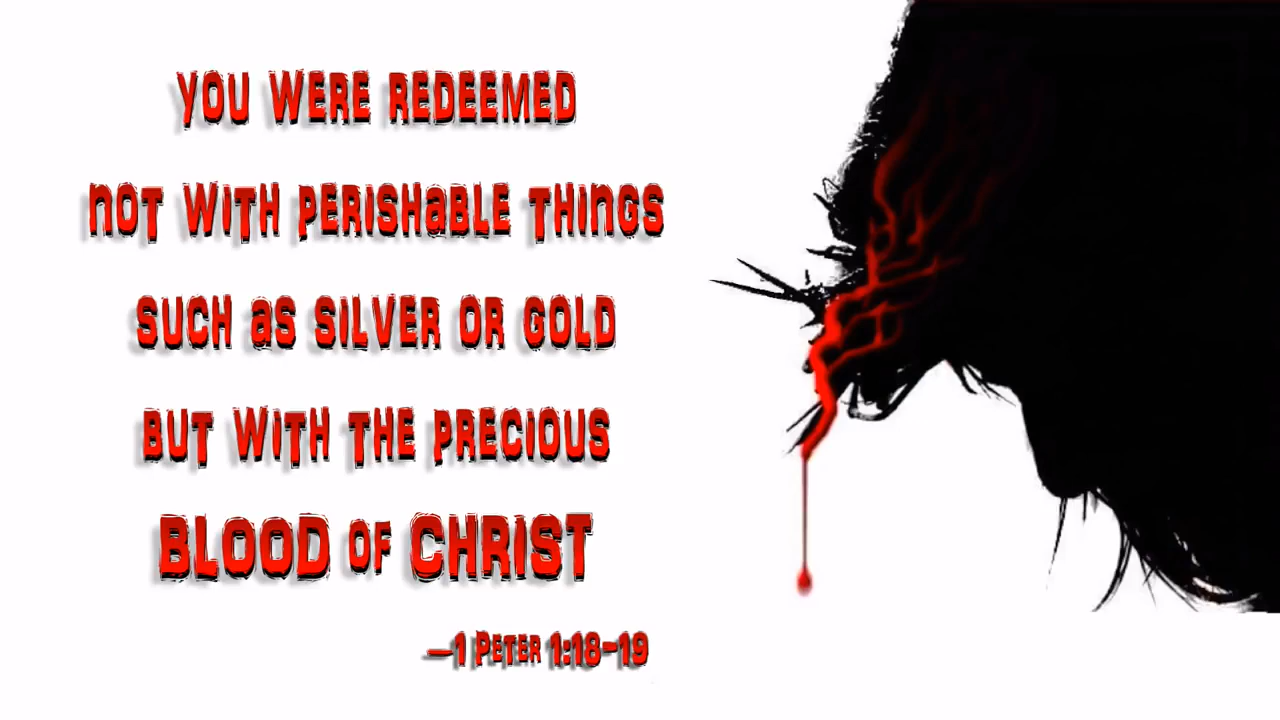 YOU WERE REDEEMED
NOT WITH PERISHABLE THINGS
SUCH AS SILVER OR GOLD
BUT WITH THE PRECIOUS
BLOOD OF CHRIST
—1 PETER 1:18-19